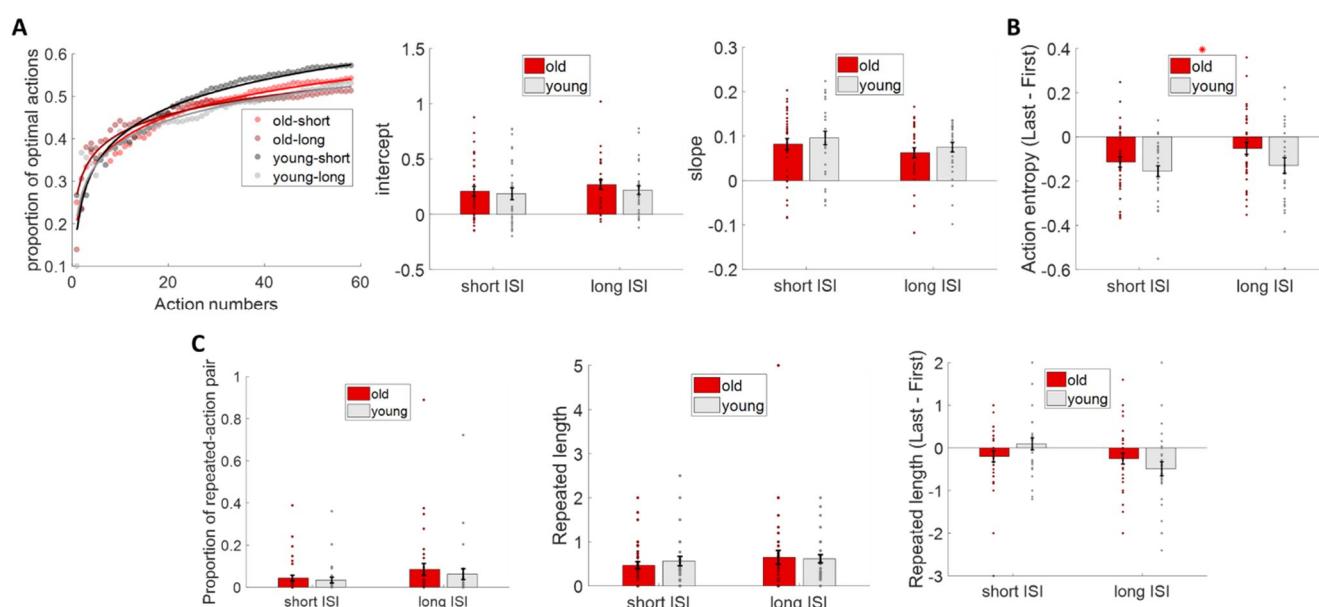 A
proportion of optimal actions
0.6
0.5
0.4
0.3
0.2
0.1
0
20
40
60
Action numbers
old-short
old-long
young-short
young-long
intercept
1.5
1
0.5
0
-0.5
old
young
short ISI
long ISI
slope
0.3
0.2
0.1
0
0.1
-0.2
old
young
short ISI
long ISI
B
*
Action entropy (Last - First)
0.4
0.2
0
-0.2
-0.4
-0.6
old
young
short ISI
long ISI
C
Proportion of repeated-action pair
1
0.8
0.6
0.4
0.2
0
old
young
short ISI
long ISI
Repeated length
5
4
3
2
1
0
old
young
short ISI
long ISI
Repeated length (Last - First)
2
1
0
-1
-2
-3
old
young
short ISI
long ISI